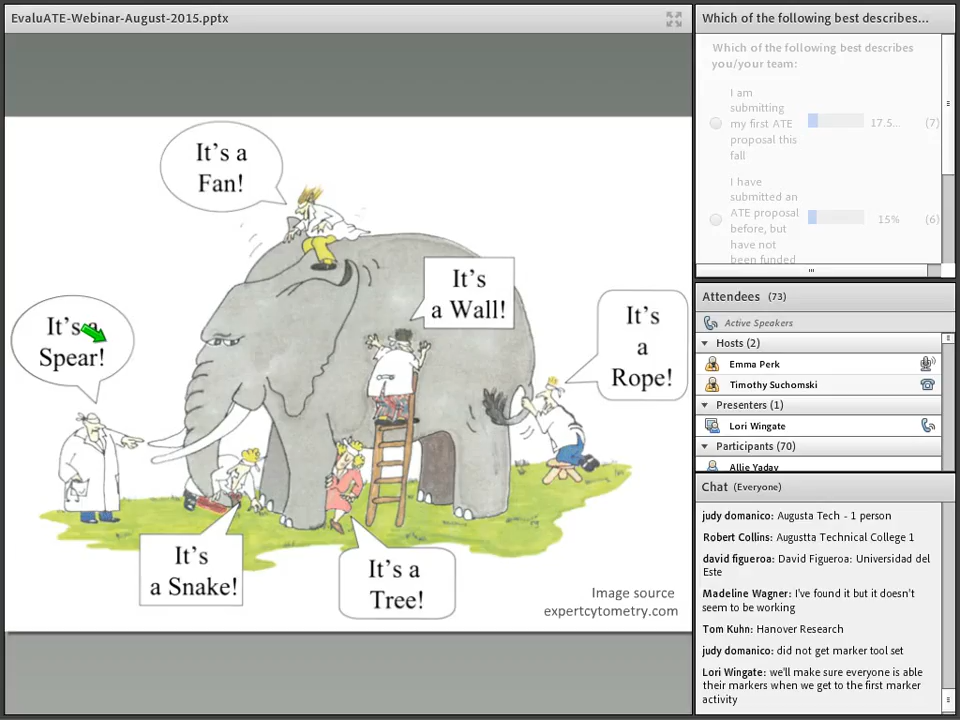 EvaluATE-Webinar-August-2015.pptx
It's a
Fan!
It's
a Wall!
It's a
Spear!
It's
a
Rope!
It's
a Snake!
It's a
Tree!
Image source
expertcytometry.com
Which of the following best describes...
Which of the following best describes
you/your team:
I am
submitting
my first ATE
proposal this
fall
17.5... (7)
I have
submitted an
ATE proposal
before, but
have not
been funded
15% (6)
Attendees (73)
Active Speakers
Hosts (2)
Emma Perk
Timothy Suchomski
Presenters (1)
Lori Wingate
Participants (70)
Allie Yaday
Chat (Everyone)
judy domanico: Augusta Tech - 1 person
Robert Collins: Augustta Technical College 1
david figueroa: David Figueroa: Universidad del
Este
Madeline Wagner: I've found it but it doesn't
seem to be working
Tom Kuhn: Hanover Research
judy domanico: did not get marker tool set
Lori Wingate: we'll make sure everyone is able
their markers when we get to the first marker
activity